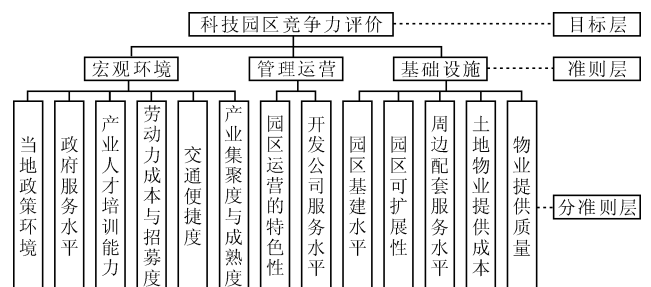 科技园区竞争力评价
目标层
宏观环境
管理运营
基础设施
准则层
当地政策环境
政府服务水平
产业人才培训能力
劳动力成本与招募度
交通便捷度
产业集聚度与成熟度
园区运营的特色性
开发公司服务水平
园区基建水平
园区可扩展性
周边配套服务水平
土地物业提供成本
物业提供质量
分准则层